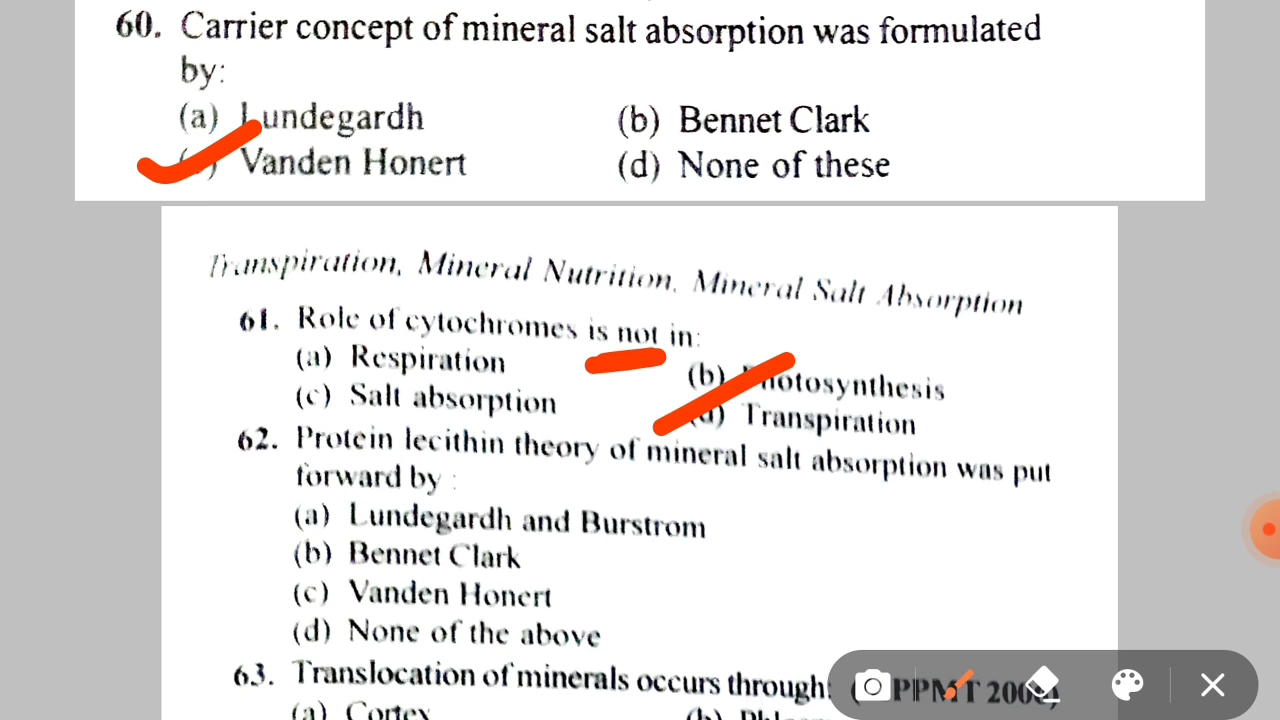 60. Carrier concept of mineral salt absorption was formulated
by:
(a) Lundegardh (b) Bennet Clark
Vanden Honert (d) None of these
Transpiration, Mineral Nutrition, Mineral Salt Absorption
61. Role of cytochromes is not in:
(a) Respiration (b) Photosynthesis
(c) Salt absorption (d) Transpiration
62. Protein lecithin theory of mineral salt absorption was put
forward by :
(a) Lundegardh and Burstrom
(b) Bennet Clark
(c) Vanden Honert
(d) None of the above
63. Translocation of minerals occurs through:
(a) Cortex (b)